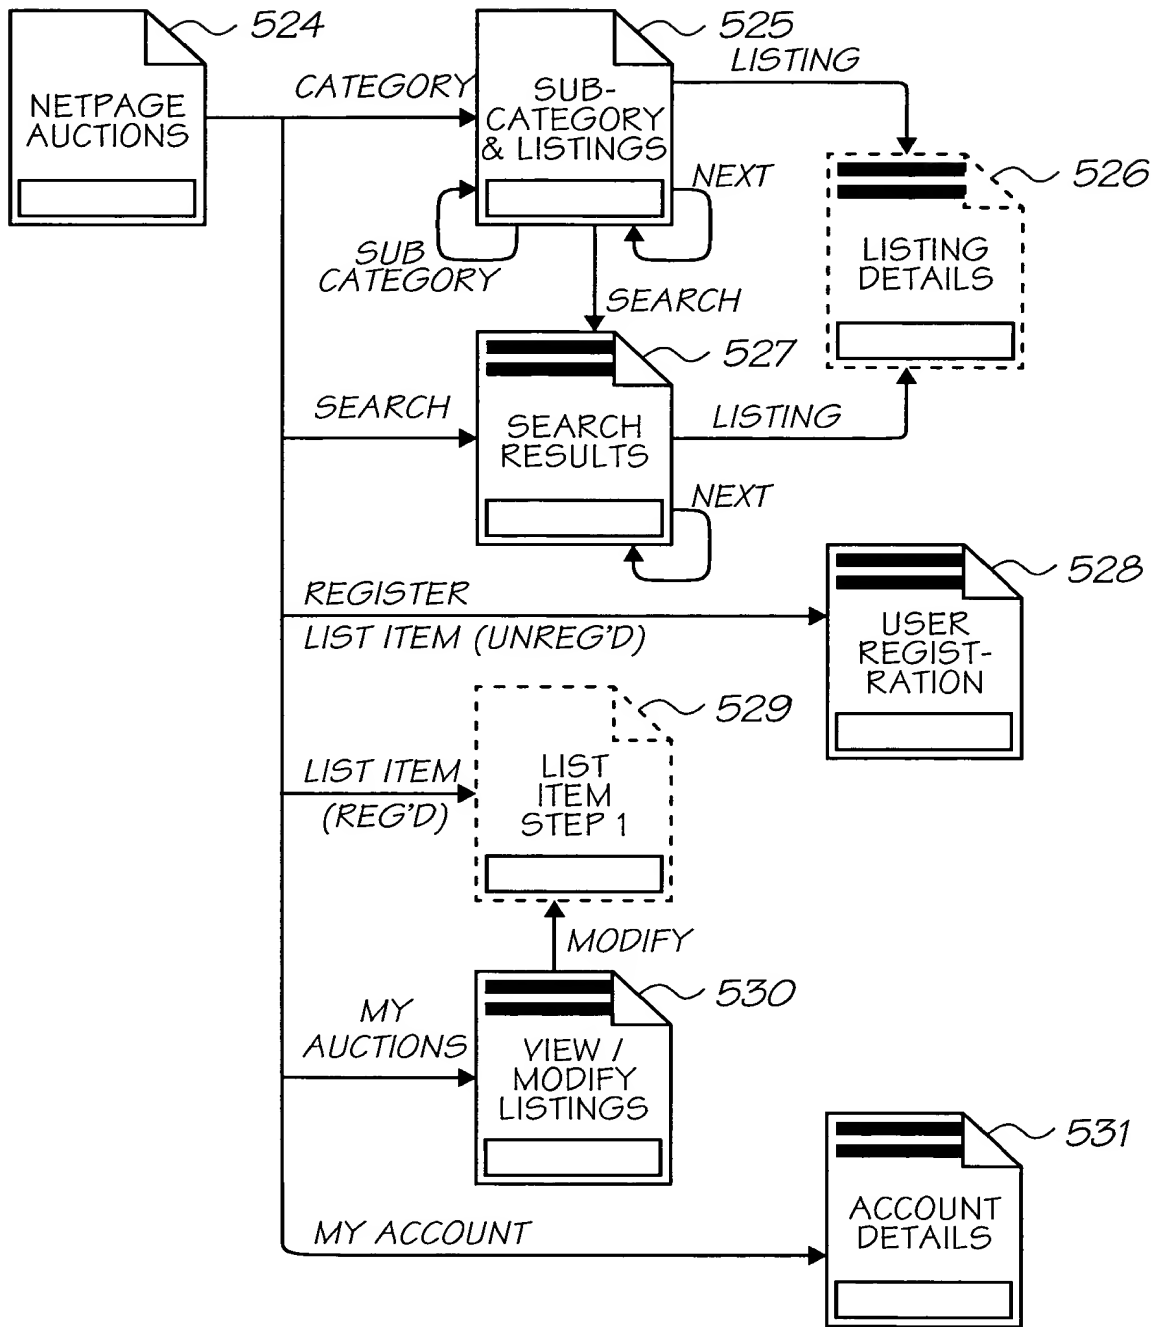 524
NETPAGE
AUCTIONS
CATEGORY
525
SUB-
CATEGORY
& LISTINGS
LISTING
NEXT
SUB
CATEGORY
SEARCH
526
LISTING
DETAILS
527
SEARCH
SEARCH
RESULTS
LISTING
NEXT
REGISTER
LIST ITEM (UNREG'D)
528
USER
REGIST-
RATION
529
LIST ITEM
(REG'D)
LIST
ITEM
STEP 1
MODIFY
530
MY
AUCTIONS
VIEW /
MODIFY
LISTINGS
531
MY ACCOUNT
ACCOUNT
DETAILS